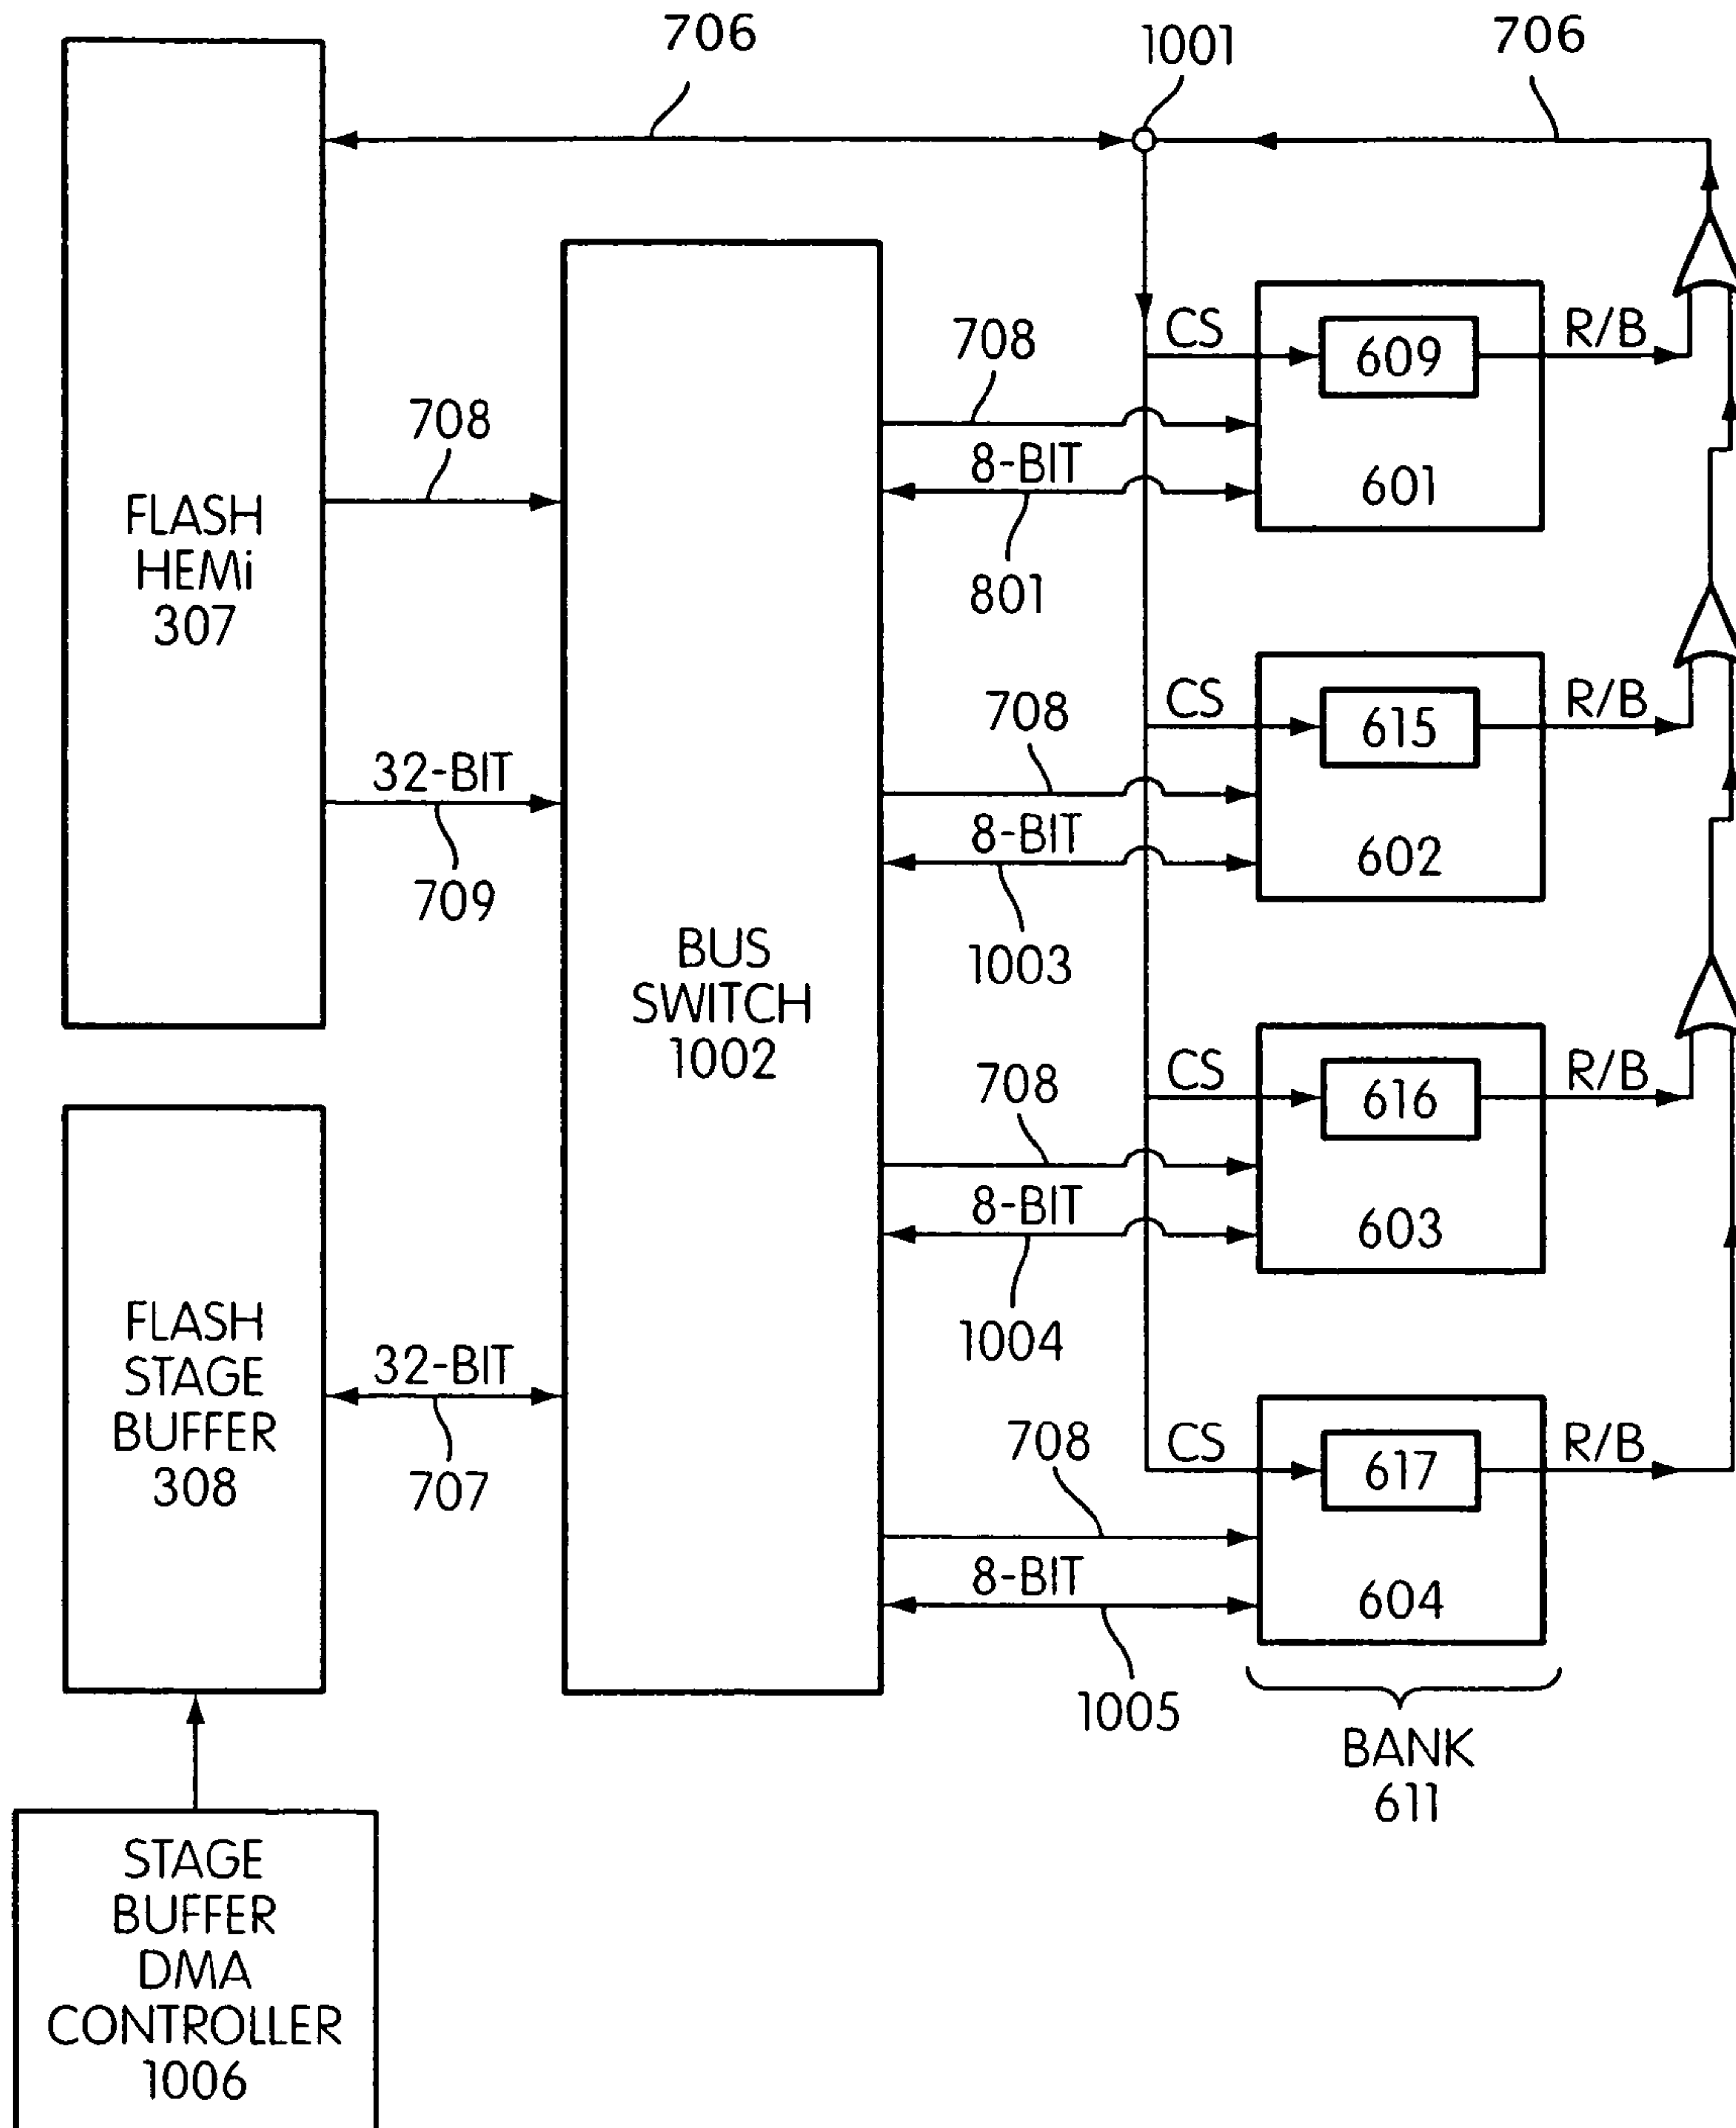 706
1001
706
FLASH
HEMi
307
708
32-BIT
709
BUS
SWITCH
1002
708
8-BIT
801
CS
609
R/B
601
708
8-BIT
1003
CS
615
R/B
602
708
8-BIT
1004
CS
616
R/B
603
FLASH
STAGE
BUFFER
308
32-BIT
707
708
8-BIT
1005
CS
617
R/B
604
BANK
611
STAGE
BUFFER
DMA
CONTROLLER
1006